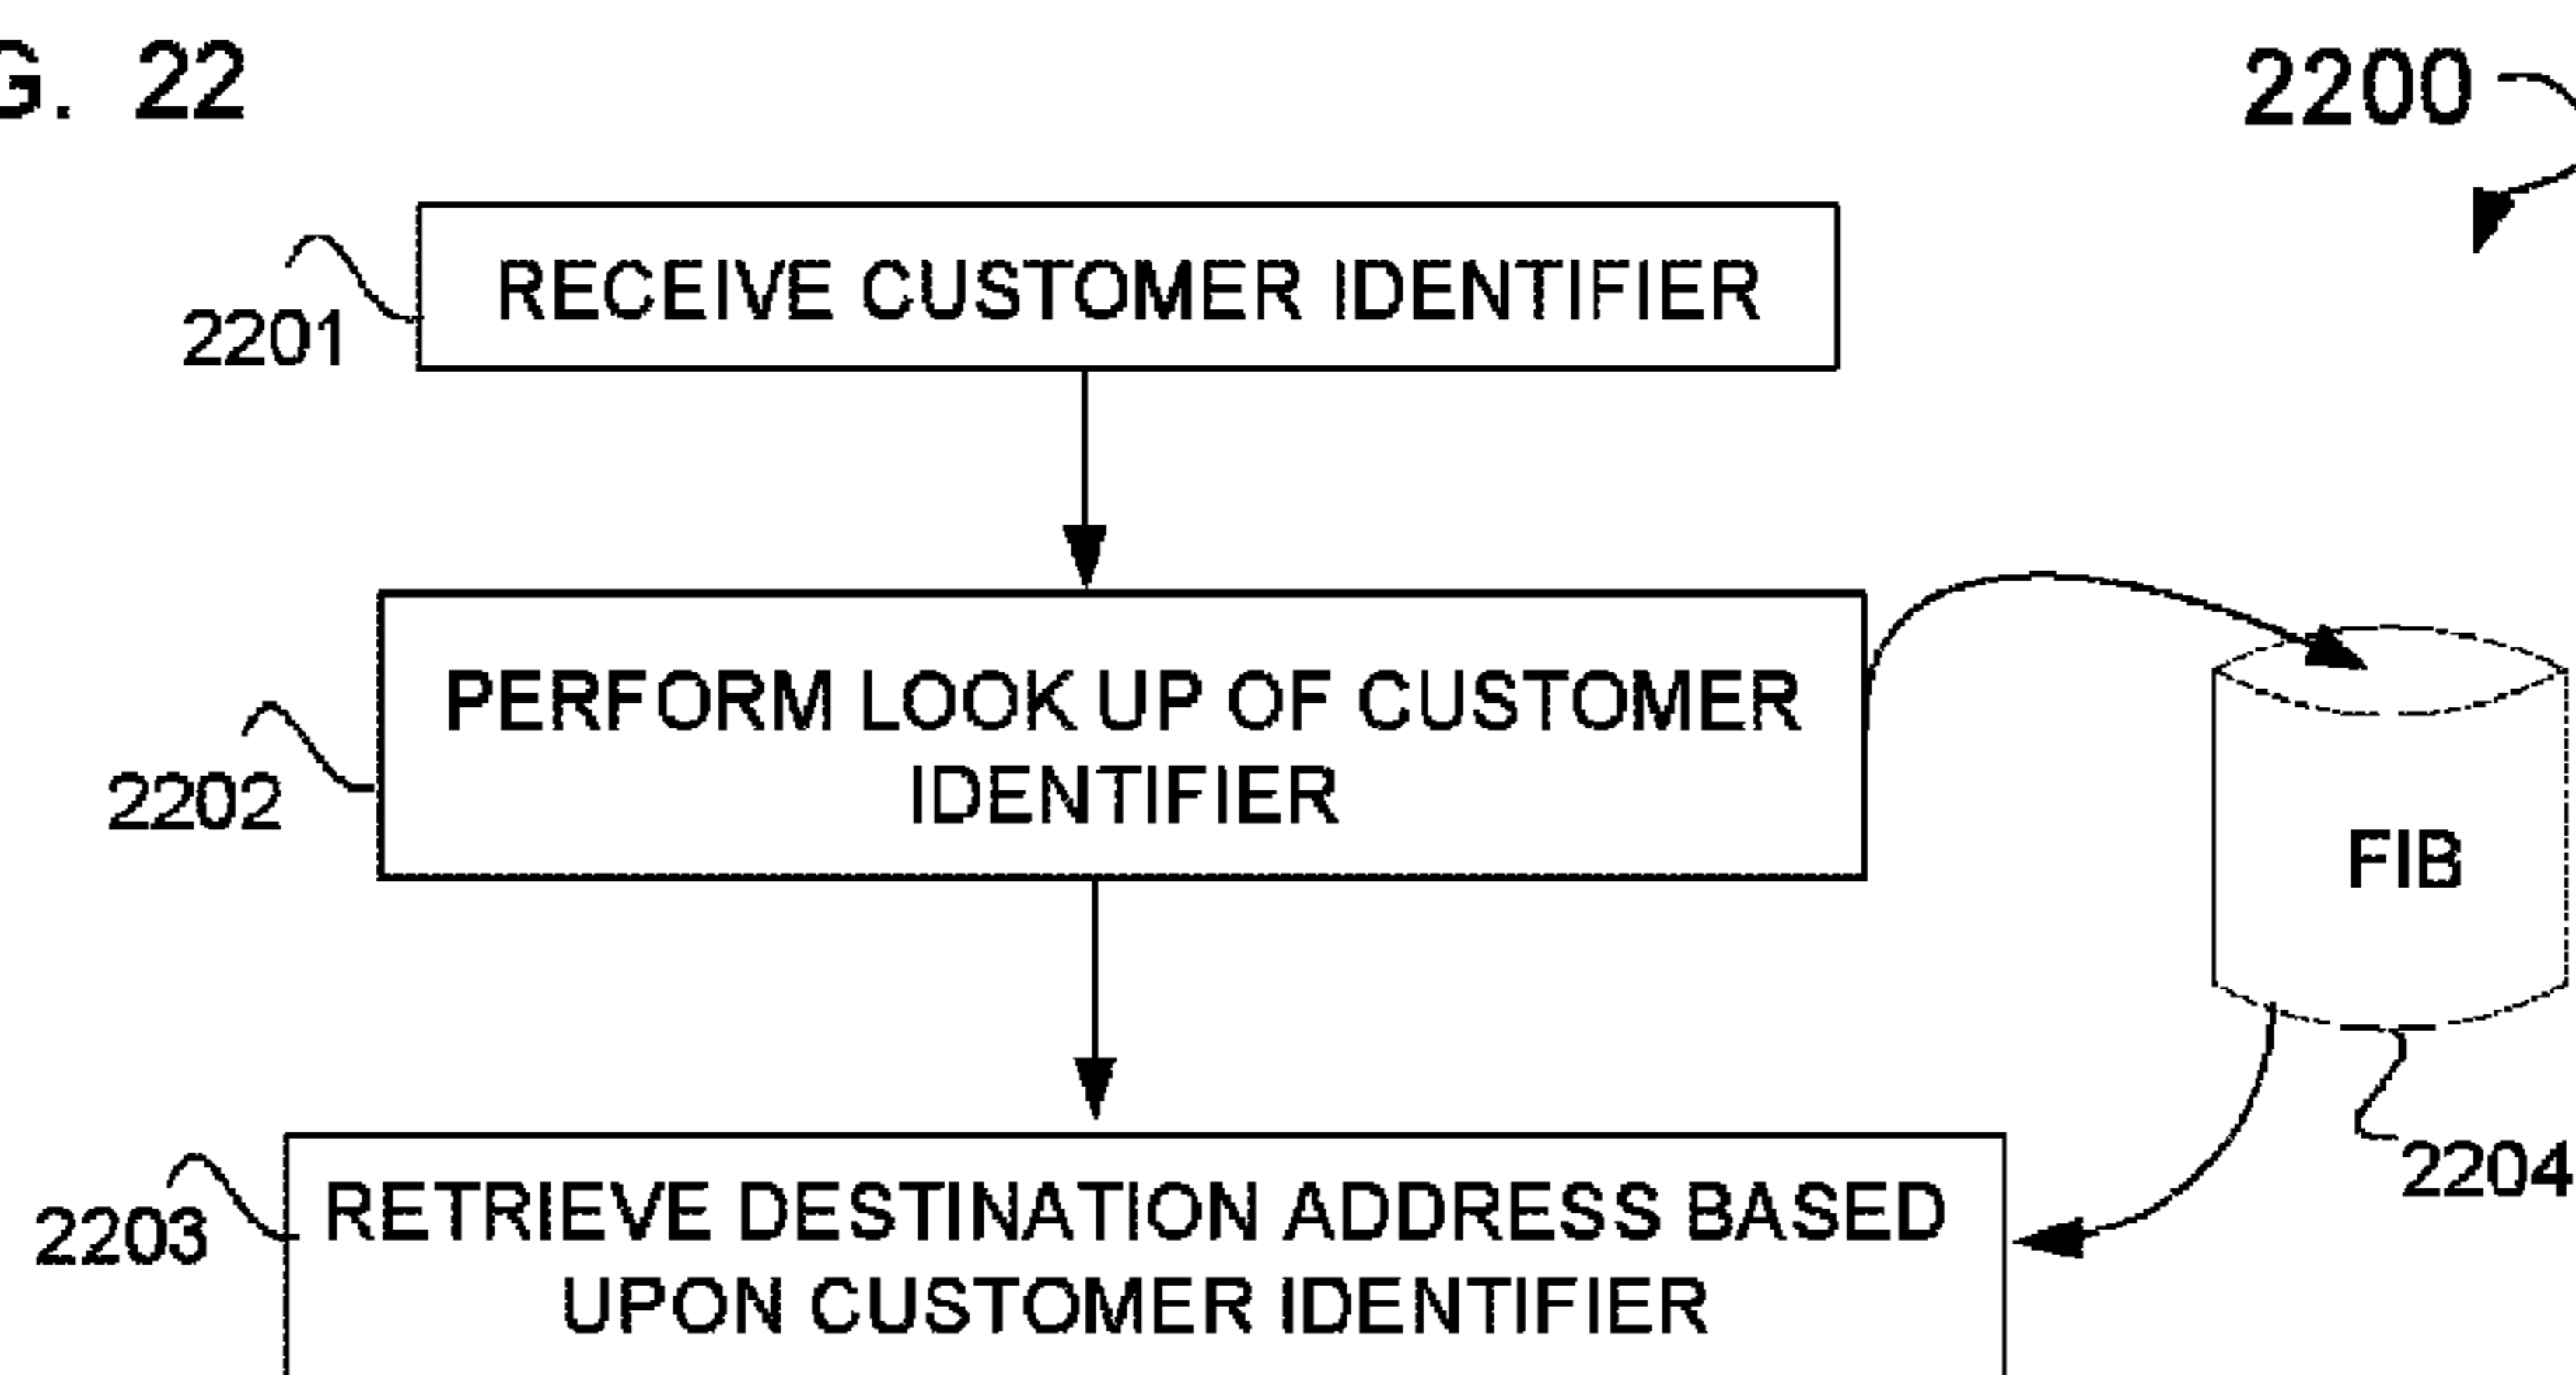 G. 22
2200
RECEIVE CUSTOMER IDENTIFIER
2201
PERFORM LOOK UP OF CUSTOMER
IDENTIFIER
2202
FIB
2204
RETRIEVE DESTINATION ADDRESS BASED
UPON CUSTOMER IDENTIFIER
2203